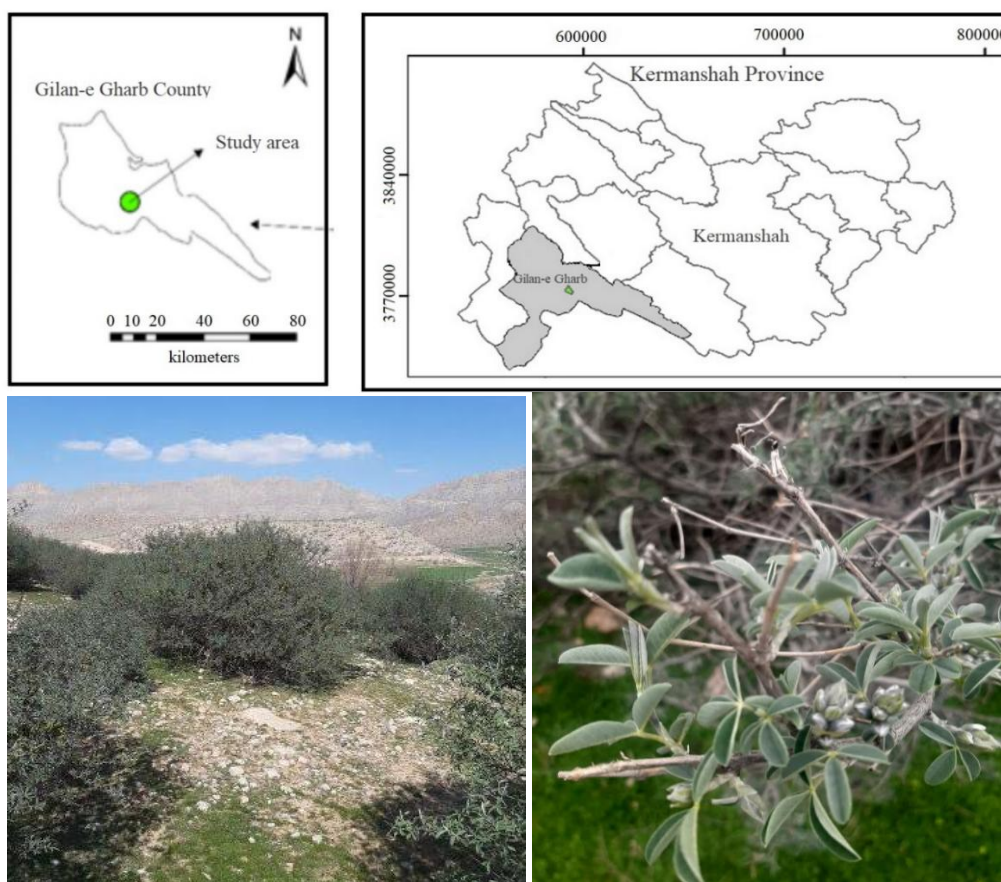 N
Gilan-e Gharb County
Study area
0 10 20 40 60 80
kilometers
600000 700000 800000
Kermanshah Province
3840000
Kermanshah
Gilan-e Gharb
3770000